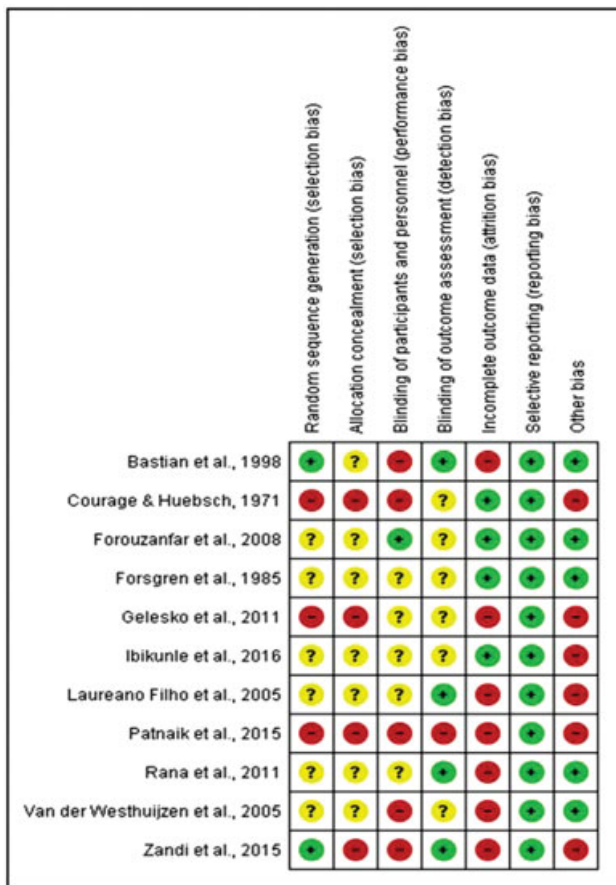 Random sequence generation (selection bias)
Allocation concealment (selection bias)
Blinding of participants and personnel (performance bias)
Blinding of outcome assessment (detection bias)
Incomplete outcome data (attrition bias)
Selective reporting (reporting bias)
Other bias
Bastian et al., 1998 + ? - + - + +
Courage & Huebsch, 1971 - - - ? + + -
Forouzanfar et al., 2008 ? ? + ? + + +
Forsgren et al., 1985 ? ? ? ? + + +
Gelesko et al., 2011 - - ? ? - + -
Ibikunle et al., 2016 ? ? ? ? + + -
Laureano Filho et al., 2005 ? ? ? + - + -
Patnaik et al., 2015 - - - - - + -
Rana et al., 2011 ? ? ? + - + +
Van der Westhuijzen et al., 2005 ? ? - ? - + +
Zandi et al., 2015 + - - + - + -